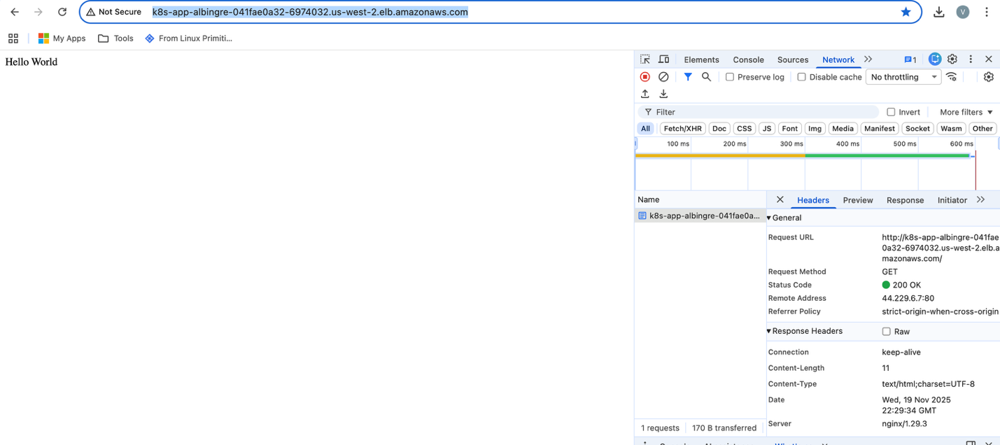 Not Secure k8s-app-albingre-041fae0a32-6974032.us-west-2.elb.amazonaws.com V
My Apps Tools From Linux Primiti...
Hello World
Elements Console Sources Network 1
Preserve log Disable cache No throttling
Filter Invert More filters
All Fetch/XHR Doc CSS JS Font Img Media Manifest Socket Wasm Other
100 ms 200 ms 300 ms 400 ms 500 ms 600 ms
Name
k8s-app-albingre-041fae0a...
Headers Preview Response Initiator
General
Request URL http://k8s-app-albingre-041fae
0a32-6974032.us-west-2.elb.a
mazonaws.com/
Request Method GET
Status Code 200 OK
Remote Address 44.229.6.7:80
Referrer Policy strict-origin-when-cross-origin
Response Headers Raw
Connection keep-alive
Content-Length 11
Content-Type text/html;charset=UTF-8
Date Wed, 19 Nov 2025
22:29:34 GMT
Server nginx/1.29.3
1 requests 170 B transferred